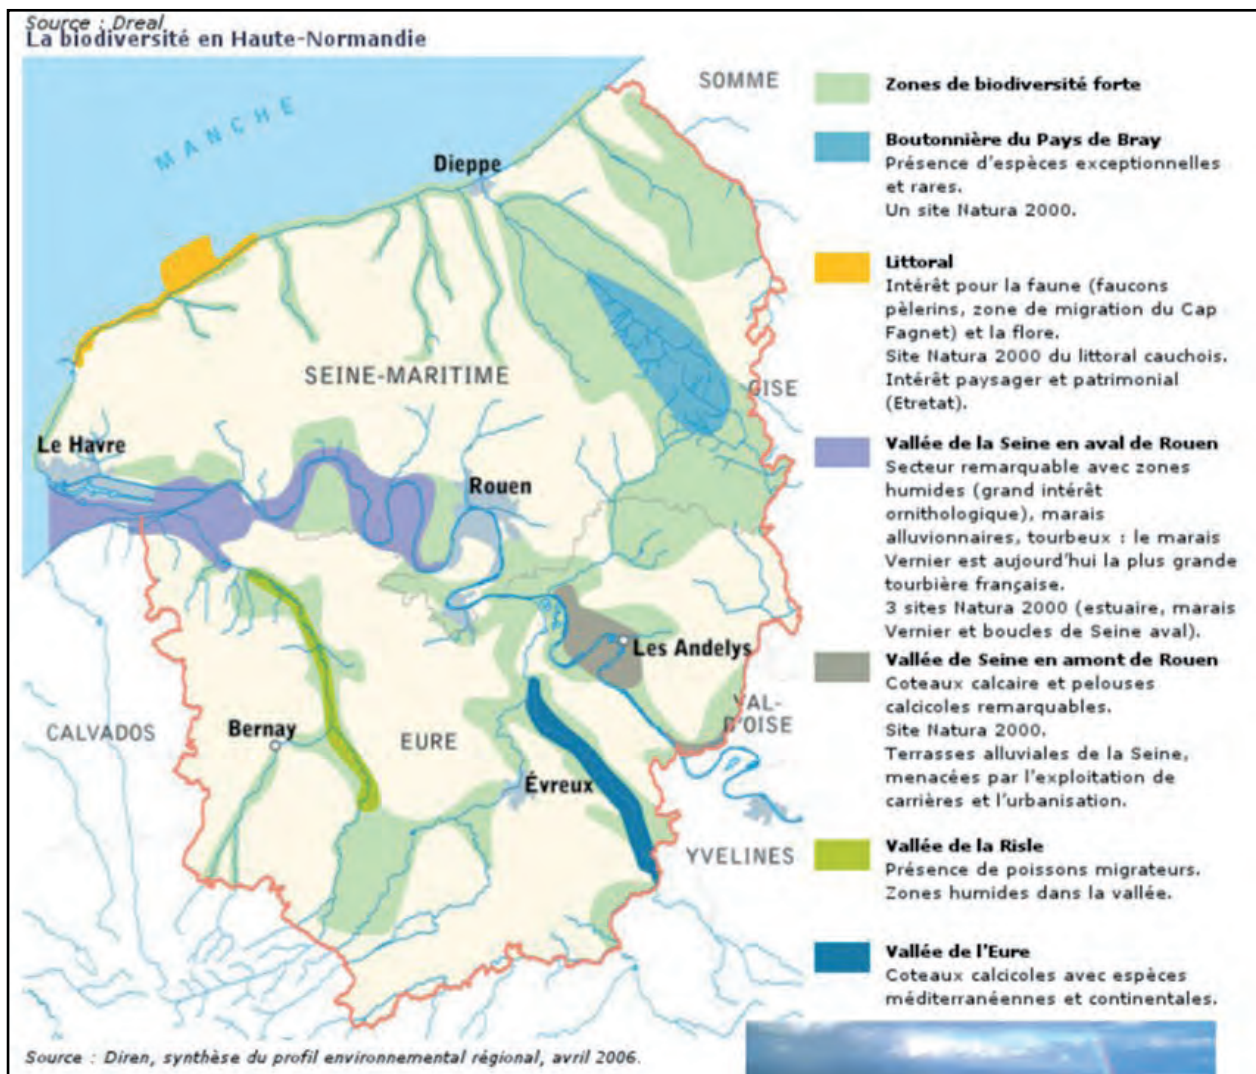 Source : Dreal
La biodiversité en Haute-Normandie
MANCHE
SOMME
Dieppe
SEINE-MARITIME
OISE
Le Havre
Rouen
Les Andelys
CALVADOS
Bernay
EURE
VAL-
D'OISE
Évreux
YVELINES
Zones de biodiversité forte
Boutonnière du Pays de Bray
Présence d'espèces exceptionnelles
et rares.
Un site Natura 2000.
Littoral
Intérêt pour la faune (faucons
pèlerins, zone de migration du Cap
Fagnet) et la flore.
Site Natura 2000 du littoral cauchois.
Intérêt paysager et patrimonial
(Etretat).
Vallée de la Seine en aval de Rouen
Secteur remarquable avec zones
humides (grand intérêt
ornithologique), marais
alluvionnaires, tourbeux : le marais
Vernier est aujourd'hui la plus grande
tourbière française.
3 sites Natura 2000 (estuaire, marais
Vernier et boucles de Seine aval).
Vallée de Seine en amont de Rouen
Coteaux calcaire et pelouses
calcicoles remarquables.
Site Natura 2000.
Terrasses alluviales de la Seine,
menacées par l'exploitation de
carrières et l'urbanisation.
Vallée de la Risle
Présence de poissons migrateurs.
Zones humides dans la vallée.
Vallée de l'Eure
Coteaux calcicoles avec espèces
méditerranéennes et continentales.
Source : Diren, synthèse du profil environnemental régional, avril 2006.